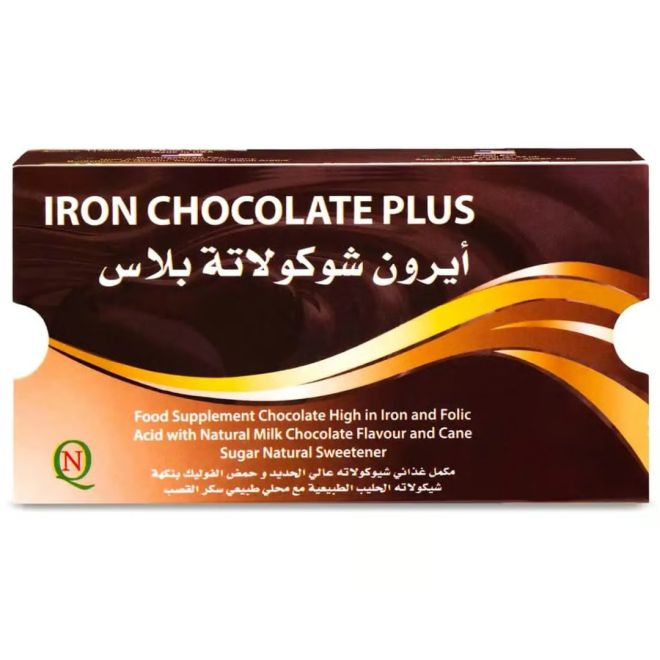 IRON CHOCOLATE PLUS
أيرون شوكولاتة بلاس
Food Supplement Chocolate High in Iron and Folic
Acid with Natural Milk Chocolate Flavour and Cane
Sugar Natural Sweetener
مكمل غذائي شيوكولاته عالي الحديد و حمض الفوليك بنكهة
شيكولاته الحليب الطبيعية مع محلي طبيعي سكر القصب
QN